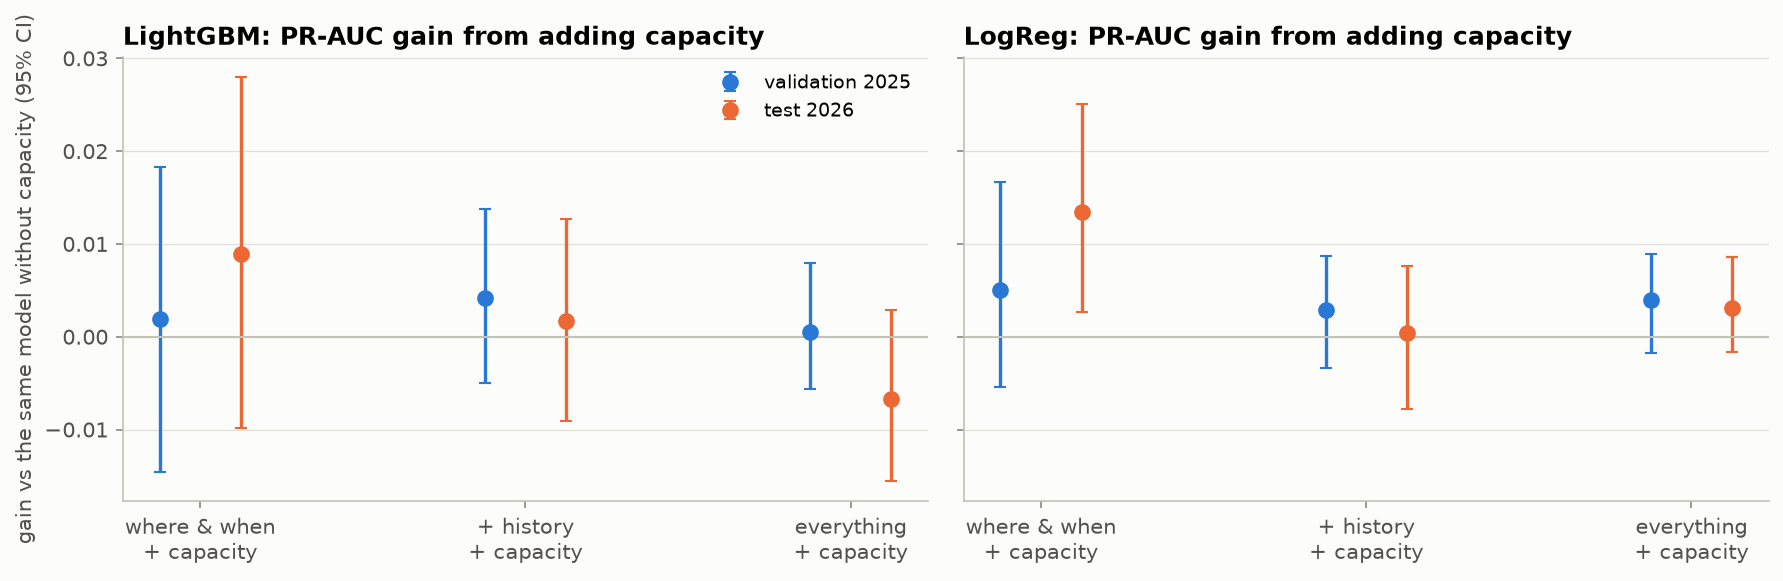 LightGBM: PR-AUC gain from adding capacity
gain vs the same model without capacity (95% CI)
0.03
0.02
0.01
0.00
−0.01
validation 2025
test 2026
where & when
+ capacity
+ history
+ capacity
everything
+ capacity
LogReg: PR-AUC gain from adding capacity
where & when
+ capacity
+ history
+ capacity
everything
+ capacity